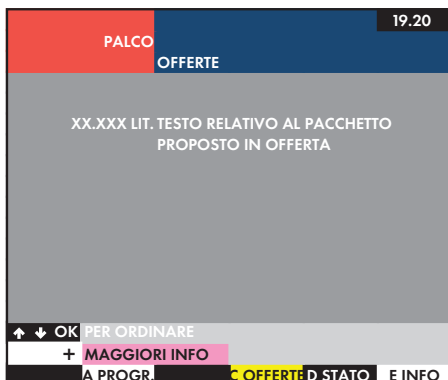 19.20
PALCO
OFFERTE
XX.XXX LIT. TESTO RELATIVO AL PACCHETTO
PROPOSTO IN OFFERTA
↑ ↓ OK PER ORDINARE
+ MAGGIORI INFO
A PROGR. C OFFERTE D STATO E INFO